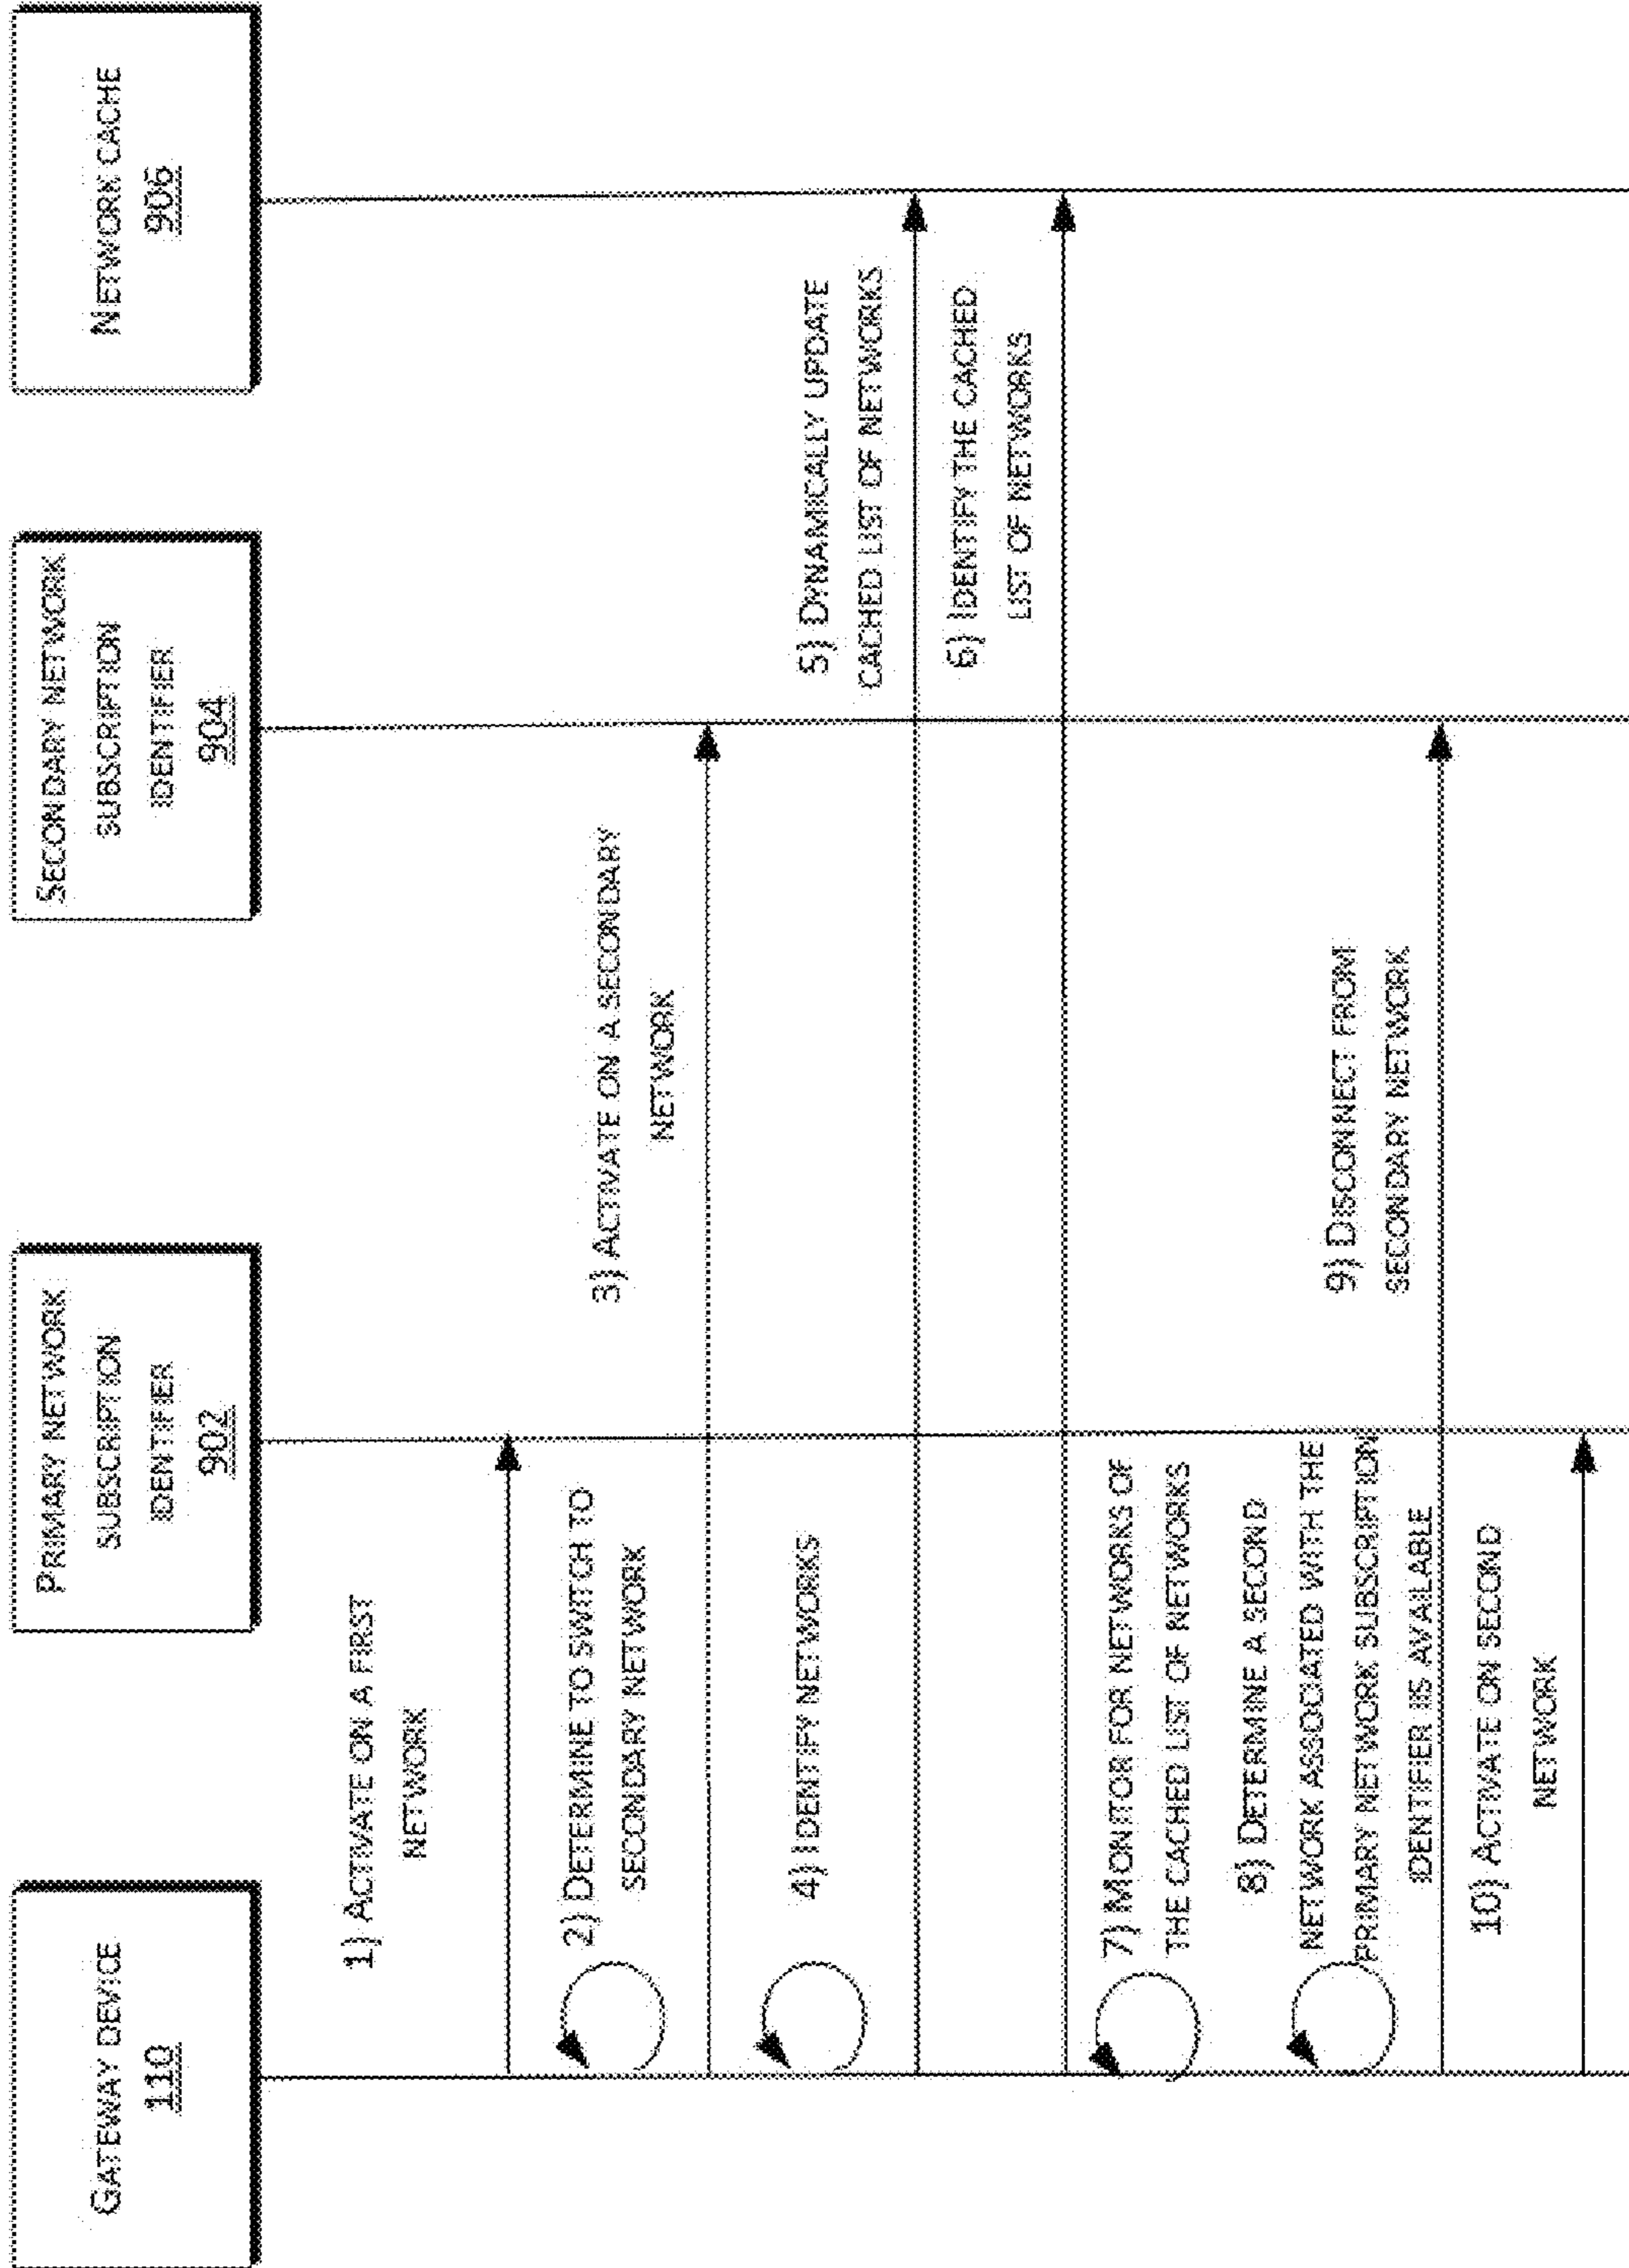 GATEWAY DEVICE
110
PRIMARY NETWORK
SUBSCRIPTION
IDENTIFIER
902
SECONDARY NETWORK
SUBSCRIPTION
IDENTIFIER
904
NETWORK CACHE
906
1) ACTIVATE ON A FIRST
NETWORK
2) DETERMINE TO SWITCH TO
SECONDARY NETWORK
3) ACTIVATE ON A SECONDARY
NETWORK
4) IDENTIFY NETWORKS
5) DYNAMICALLY UPDATE
CACHED LIST OF NETWORKS
6) IDENTIFY THE CACHED
LIST OF NETWORKS
7) MONITOR FOR NETWORKS OF
THE CACHED LIST OF NETWORKS
8) DETERMINE A SECOND
NETWORK ASSOCIATED WITH THE
PRIMARY NETWORK SUBSCRIPTION
IDENTIFIER IS AVAILABLE
9) DISCONNECT FROM
SECONDARY NETWORK
10) ACTIVATE ON SECOND
NETWORK